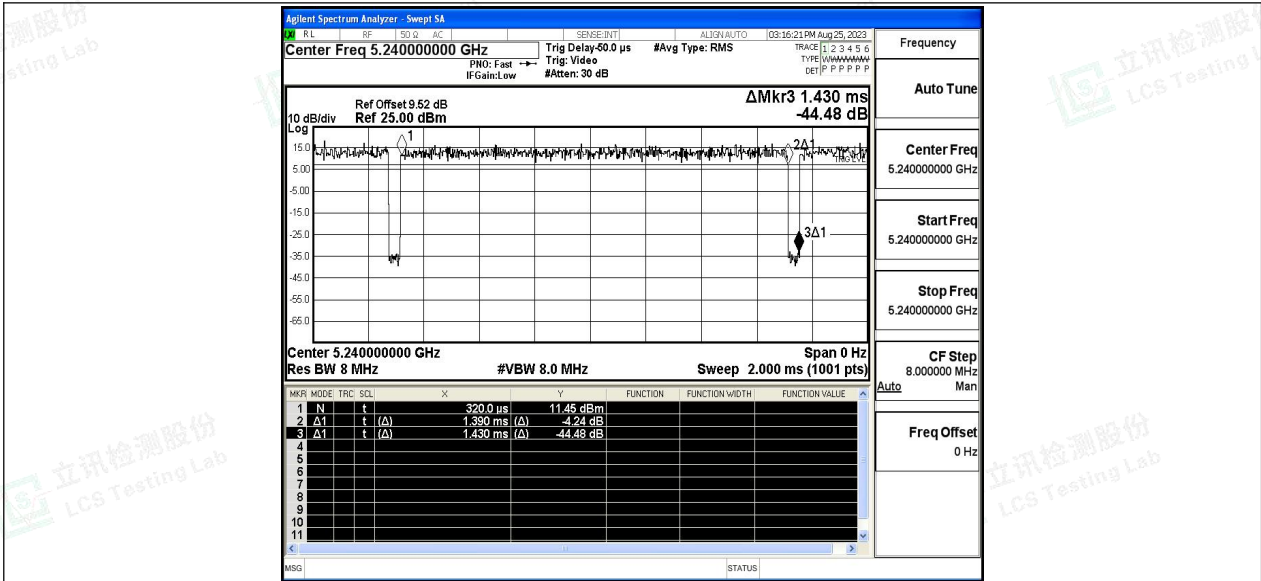 Agilent Spectrum Analyzer - Swept SA
RL RF 50 Ω AC SENSE:INT ALIGN AUTO 03:16:21 PM Aug 25, 2023
Center Freq 5.240000000 GHz
PNO: Fast
IFGain:Low
Trig Delay-50.0 µs
Trig: Video
#Atten: 30 dB
#Avg Type: RMS
TRACE 1 2 3 4 5 6
TYPE
DET P P P P P P
Ref Offset 9.52 dB
10 dB/div Ref 25.00 dBm
Log
ΔMkr3 1.430 ms
-44.48 dB
15.0
5.00
-5.00
-15.0
-25.0
-35.0
-45.0
-55.0
-65.0
1
2Δ1
TRIG LVL
3Δ1
Center 5.240000000 GHz Span 0 Hz
Res BW 8 MHz #VBW 8.0 MHz Sweep 2.000 ms (1001 pts)
MKR MODE TRC SCL X Y FUNCTION FUNCTION WIDTH FUNCTION VALUE
1 N t 320.0 µs 11.45 dBm
2 Δ1 t (Δ) 1.390 ms (Δ) -4.24 dB
3 Δ1 t (Δ) 1.430 ms (Δ) -44.48 dB
4
5
6
7
8
9
10
11
MSG STATUS
Frequency
Auto Tune
Center Freq
5.240000000 GHz
Start Freq
5.240000000 GHz
Stop Freq
5.240000000 GHz
CF Step
8.000000 MHz
Auto Man
Freq Offset
0 Hz
立讯检测股份
LCS Testing Lab
立讯检测股份
LCS Testing Lab